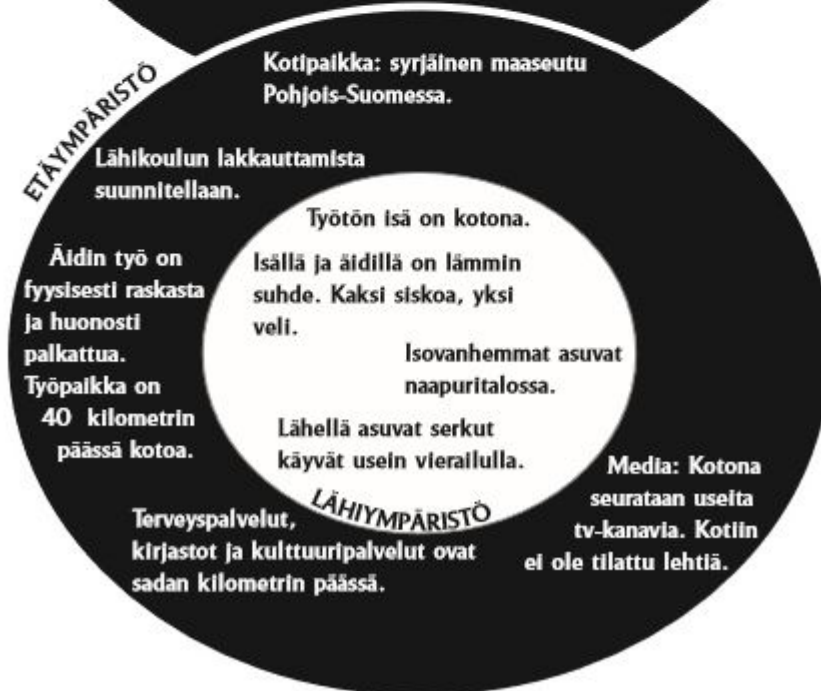 ETÄYMPÄRISTÖ
Kotipaikka: syrjäinen maaseutu
Pohjois-Suomessa.
Lähikoulun lakkauttamista
suunnitellaan.
Äidin työ on
fyysisesti raskasta
ja huonosti
palkattua.
Työpaikka on
40 kilometrin
päässä kotoa.
Työtön isä on kotona.
Isällä ja äidillä on lämmin
suhde. Kaksi siskoa, yksi
veli.
Isovanhemmat asuvat
naapuritalossa.
Lähellä asuvat serkut
käyvät usein vierailulla.
LÄHIYMPÄRISTÖ
Media: Kotona
seurataan useita
tv-kanavia. Kotiin
ei ole tilattu lehtiä.
Terveyspalvelut,
kirjastot ja kulttuuripalvelut ovat
sadan kilometrin päässä.